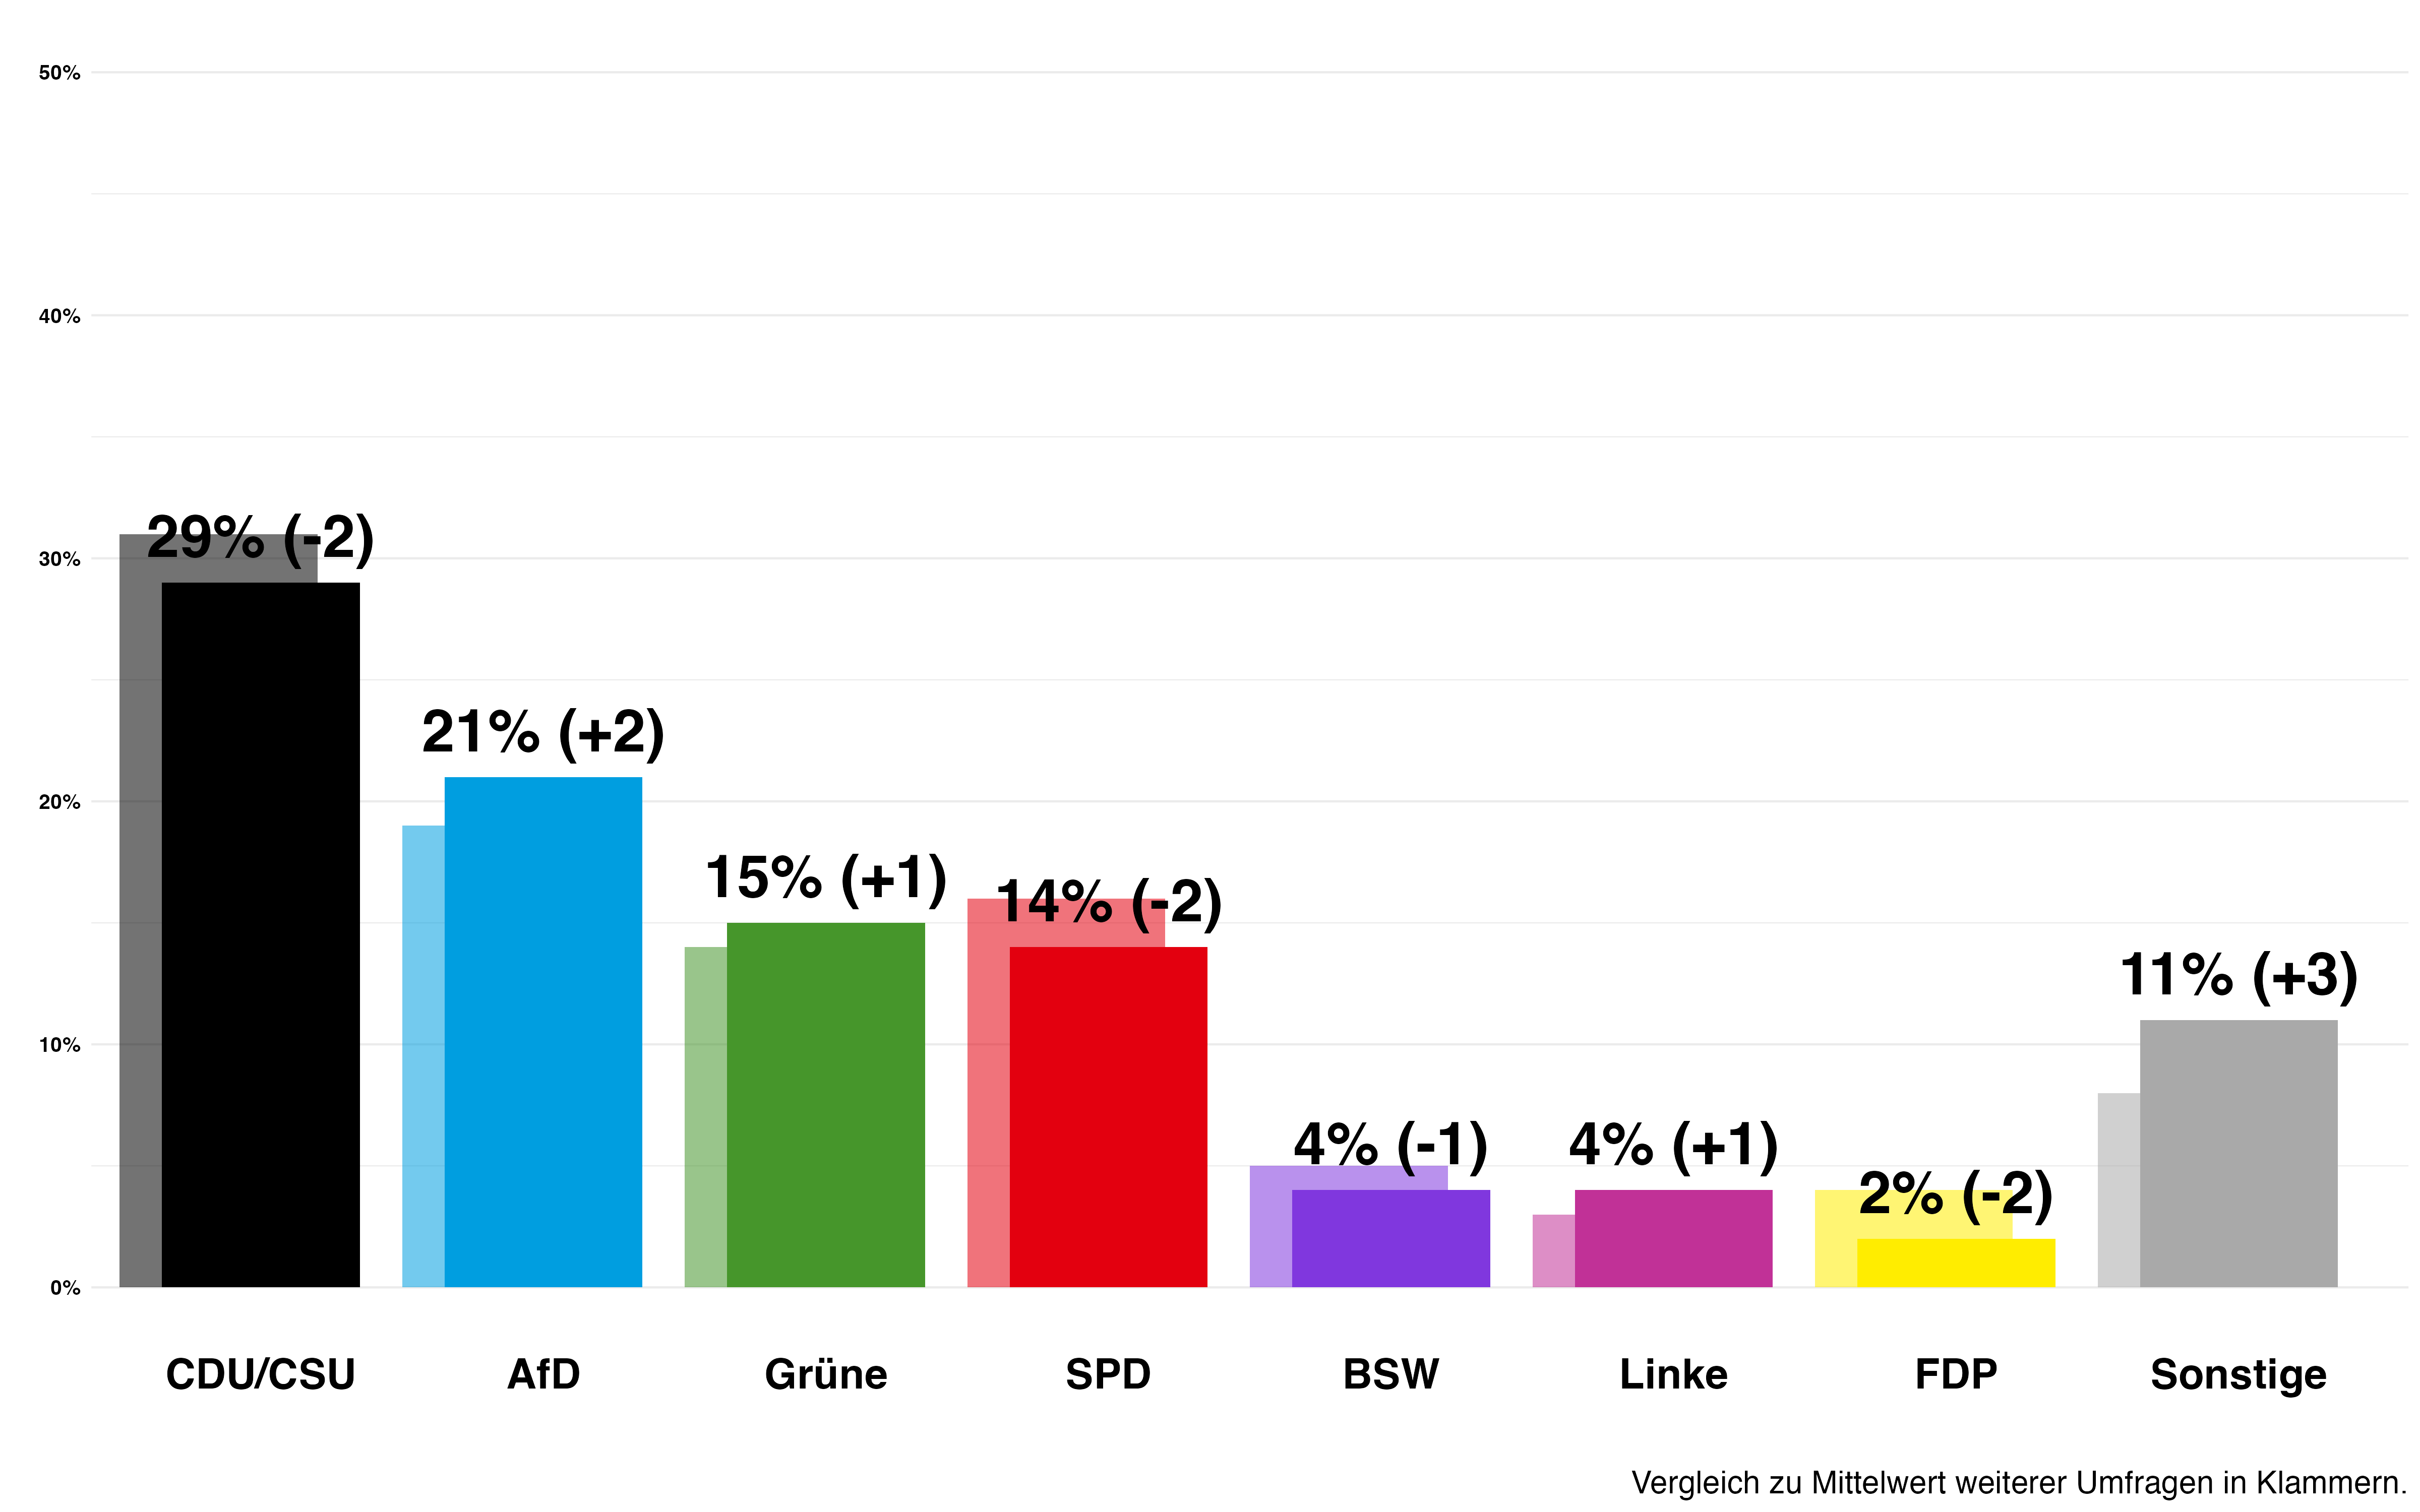 50%
40%
30%
20%
10%
0%
29% (-2)
21% (+2)
15% (+1)
14% (-2)
4% (-1)
4% (+1)
2% (-2)
11% (+3)
CDU/CSU
AfD
Grüne
SPD
BSW
Linke
FDP
Sonstige
Vergleich zu Mittelwert weiterer Umfragen in Klammern.